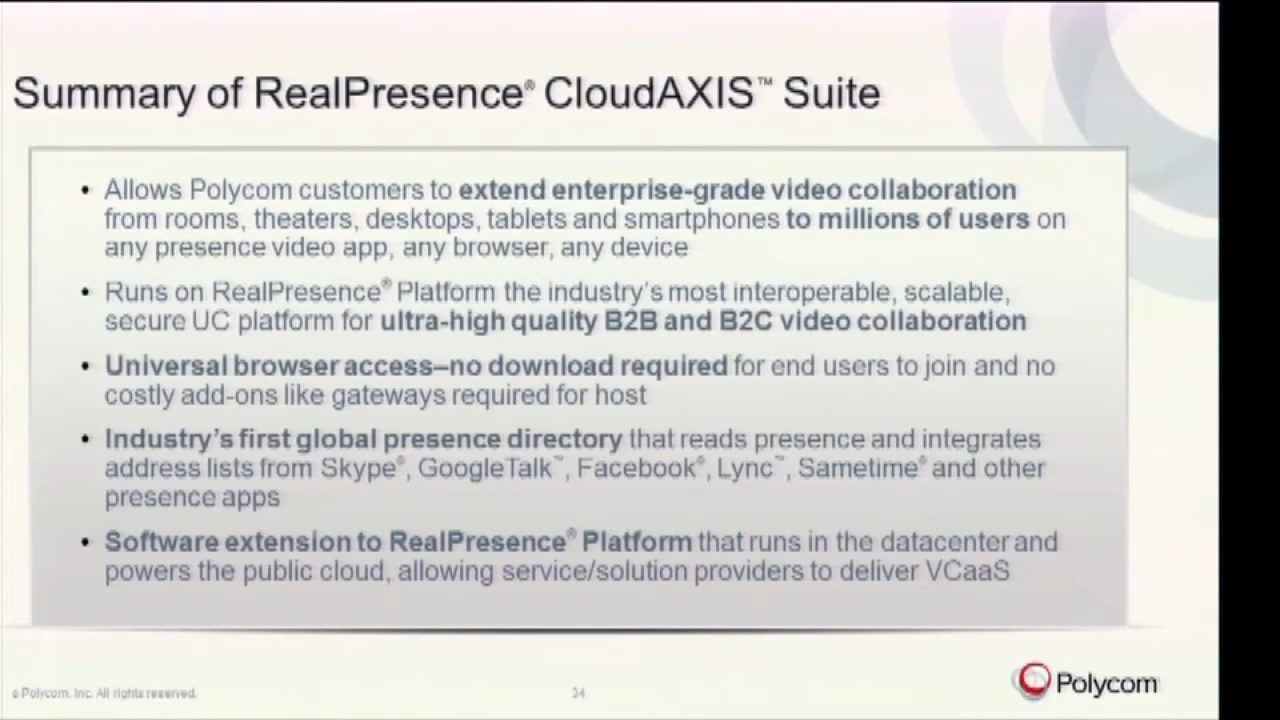 Summary of RealPresence® CloudAXIS™ Suite
• Allows Polycom customers to extend enterprise-grade video collaboration
from rooms, theaters, desktops, tablets and smartphones to millions of users on
any presence video app, any browser, any device
• Runs on RealPresence® Platform the industry's most interoperable, scalable,
secure UC platform for ultra-high quality B2B and B2C video collaboration
• Universal browser access–no download required for end users to join and no
costly add-ons like gateways required for host
• Industry's first global presence directory that reads presence and integrates
address lists from Skype®, GoogleTalk™, Facebook®, Lync™, Sametime® and other
presence apps
• Software extension to RealPresence® Platform that runs in the datacenter and
powers the public cloud, allowing service/solution providers to deliver VCaaS
© Polycom, Inc. All rights reserved.
34
Polycom